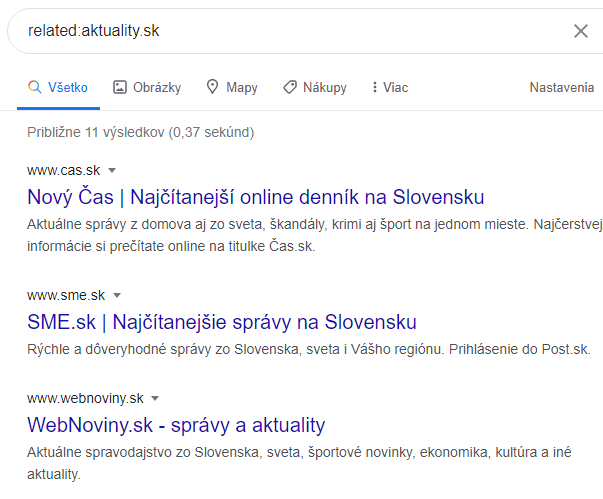 related:aktuality.sk
Všetko Obrázky Mapy Nákupy Viac Nastavenia
Približne 11 výsledkov (0,37 sekúnd)
www.cas.sk
Nový Čas | Najčítanejší online denník na Slovensku
Aktuálne správy z domova aj zo sveta, škandály, krimi aj šport na jednom mieste. Najčerstvej
informácie si prečítate online na titulke Čas.sk.
www.sme.sk
SME.sk | Najčítanejšie správy na Slovensku
Rýchle a dôveryhodné správy zo Slovenska, sveta i Vášho regiónu. Prihlásenie do Post.sk.
www.webnoviny.sk
WebNoviny.sk - správy a aktuality
Aktuálne spravodajstvo zo Slovenska, sveta, športové novinky, ekonomika, kultúra a iné
aktuality.